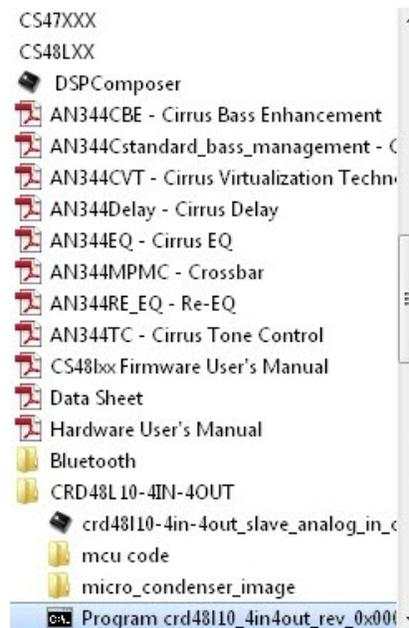 CS47XXX
CS48LXX
DSPComposer
AN344CBE - Cirrus Bass Enhancement
AN344Cstandard_bass_management -
AN344CVT - Cirrus Virtualization
AN344Delay - Cirrus Delay
AN344EQ - Cirrus EQ
AN344MPMC - Crossbar
AN344RE_EQ - Re-EQ
AN344TC - Cirrus Tone Control
CS48lxx Firmware User's Manual
Data Sheet
Hardware User's Manual
Bluetooth
CRD48L10-4IN-4OUT
crd48l10-4in-4out_slave_analog_in_
mcu code
micro_condenser_image
Program crd48l10_4in4out_rev_0x00